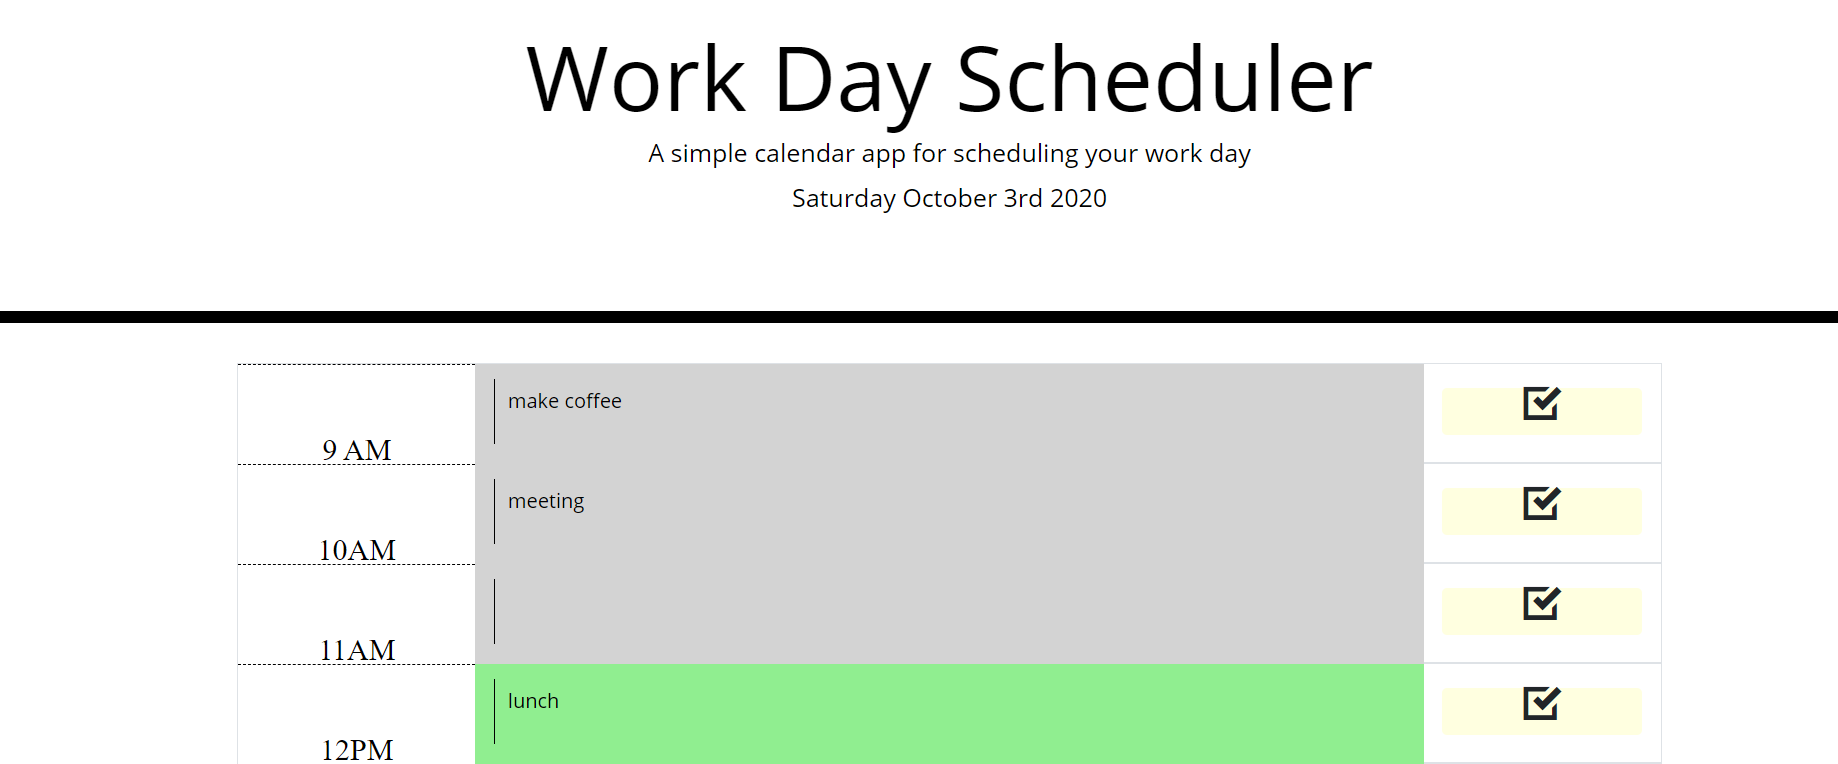 Work Day Scheduler
A simple calendar app for scheduling your work day
Saturday October 3rd 2020
make coffee
9 AM
meeting
10AM
11AM
lunch
12PM